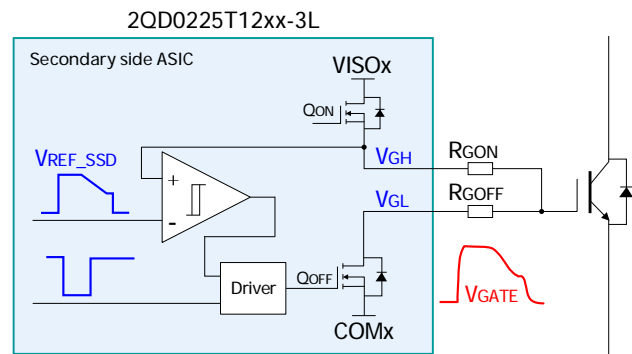 2QD0225T12xx-3L
Secondary side ASIC
VISOx
QON
VREF_SSD
VGH
RGON
+
-
VGL
RGOFF
Driver
QOFF
VGATE
COMx